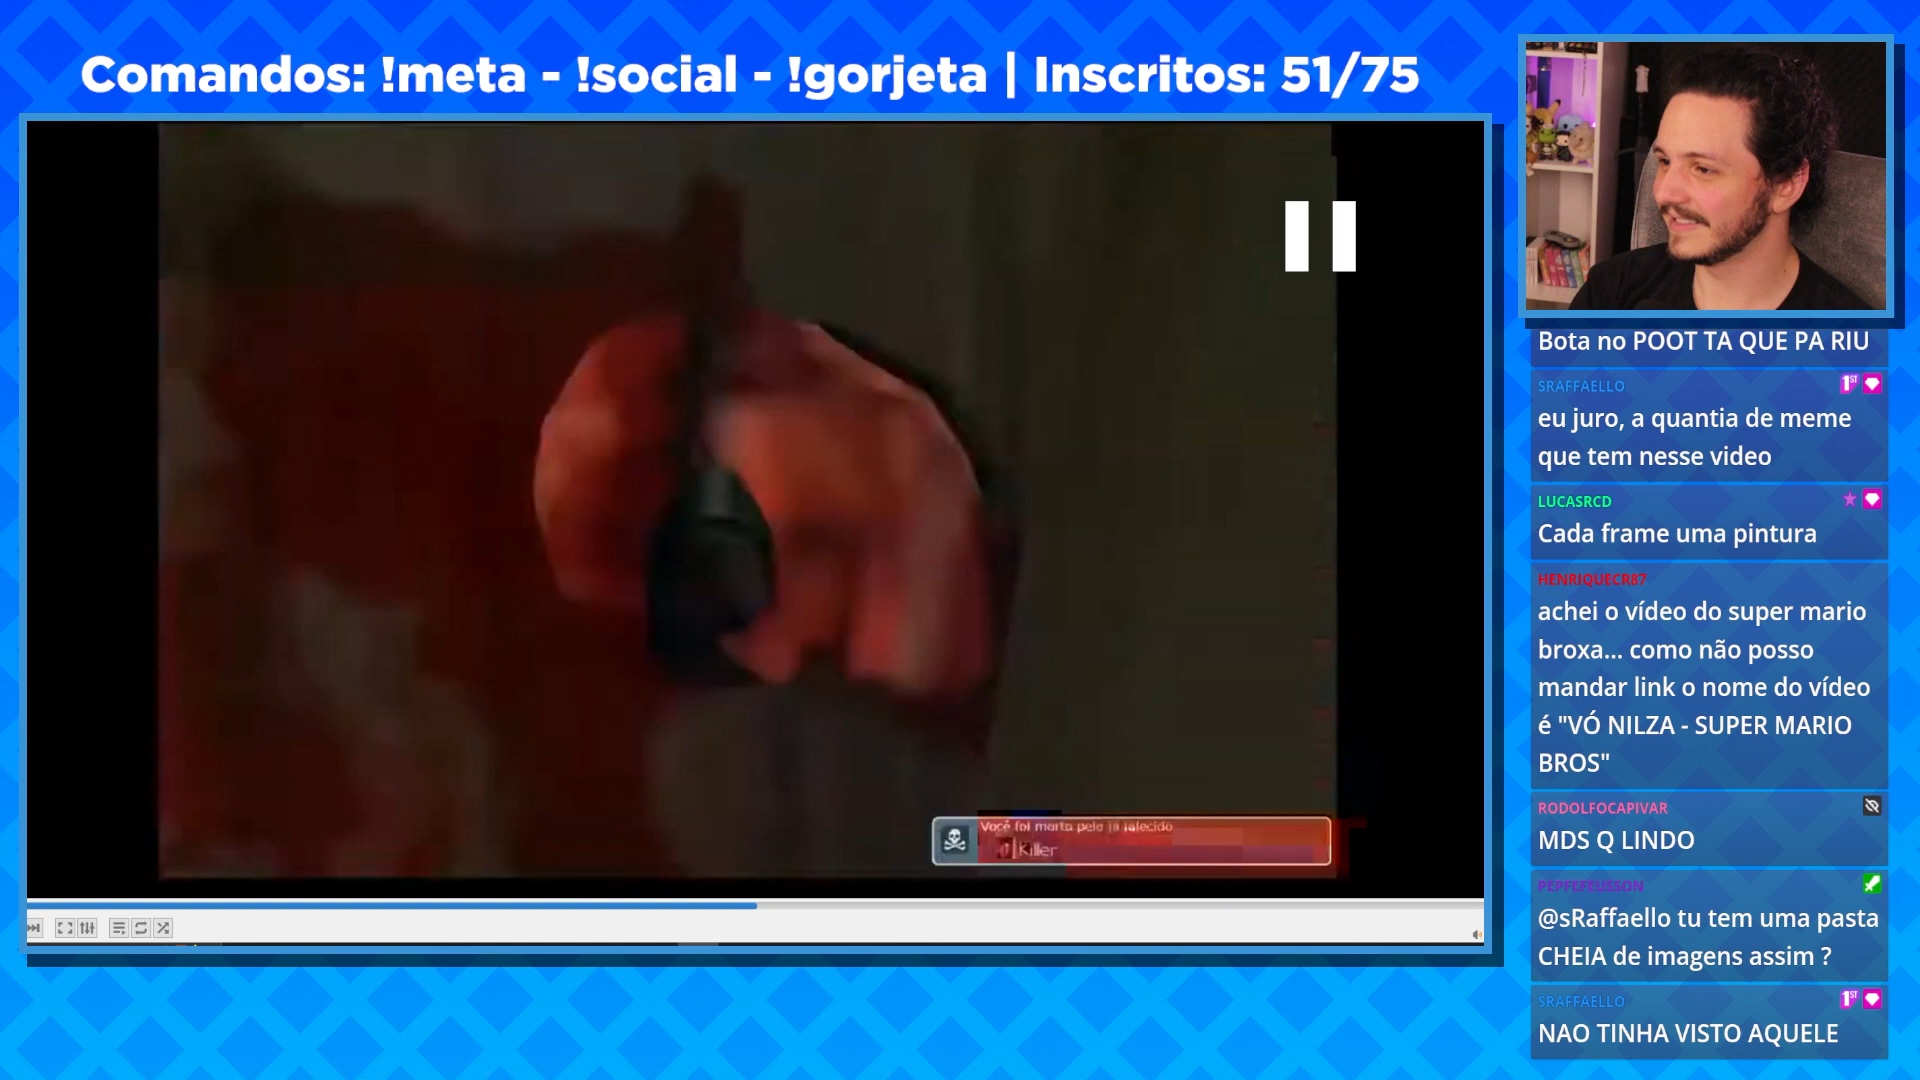 Comandos: !meta - !social - !gorjeta | Inscritos: 51/75
Você foi morto pelo já falecido
Killer
Bota no POOT TA QUE PA RIU
SRAFFAELLO
eu juro, a quantia de meme
que tem nesse video
LUCASRCD
Cada frame uma pintura
HENRIQUECR87
achei o vídeo do super mario
broxa... como não posso
mandar link o nome do vídeo
é "VÓ NILZA - SUPER MARIO
BROS"
RODOLFOCAPIVAR
MDS Q LINDO
@sRaffaello tu tem uma pasta
CHEIA de imagens assim ?
SRAFFAELLO
NAO TINHA VISTO AQUELE